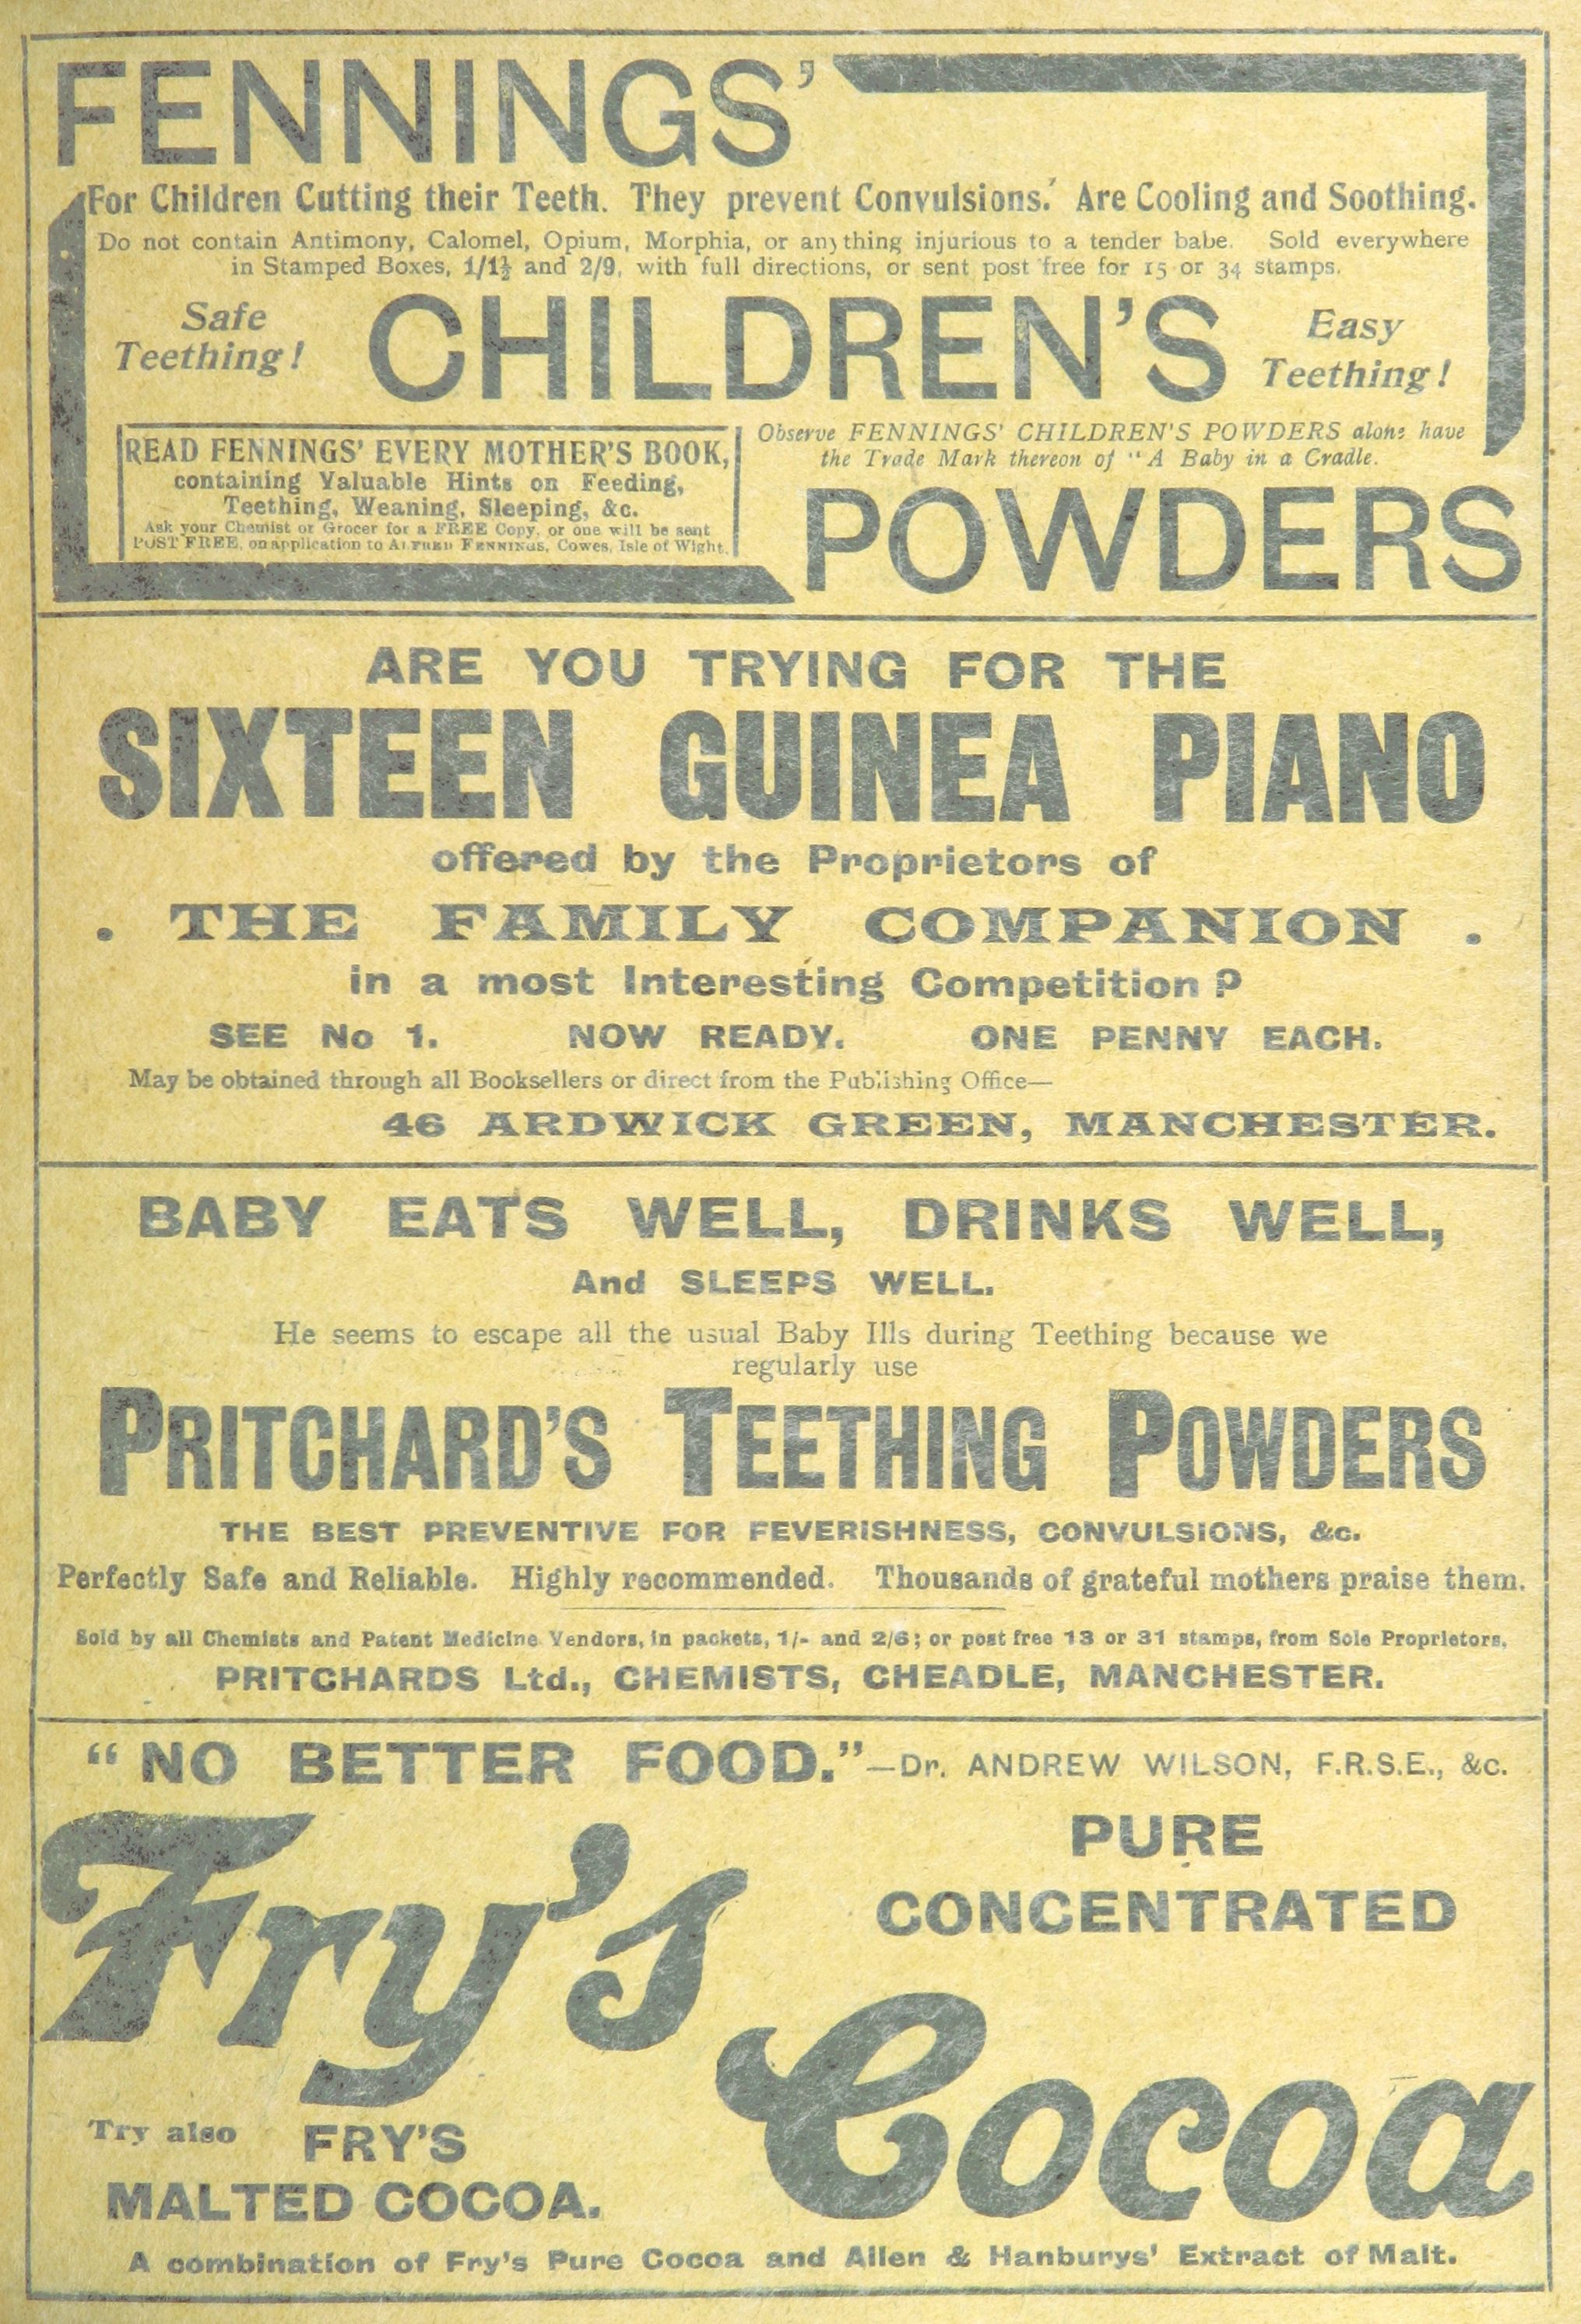 FENNINGS'
For Children Cutting their Teeth. They prevent Convulsions. Are Cooling and Soothing.
Do not contain Antimony, Calomel, Opium, Morphia, or anything injurious to a tender babe. Sold everywhere
in Stamped Boxes, 1/1½ and 2/9, with full directions, or sent post free for 15 or 34 stamps.
Safe
Teething!
CHILDREN'S
Easy
Teething!
READ FENNINGS' EVERY MOTHER'S BOOK,
containing Valuable Hints on Feeding,
Teething, Weaning, Sleeping, &c.
Ask your Chemist or Grocer for a FREE Copy, or one will be sent
POST FREE, on application to ALFRED FENNINGS, Cowes, Isle of Wight.
Observe FENNINGS' CHILDREN'S POWDERS alone have
the Trade Mark thereon of "A Baby in a Cradle.
POWDERS
ARE YOU TRYING FOR THE
SIXTEEN GUINEA PIANO
offered by the Proprietors of
. THE FAMILY COMPANION .
in a most Interesting Competition?
SEE No 1. NOW READY. ONE PENNY EACH.
May be obtained through all Booksellers or direct from the Publishing Office—
46 ARDWICK GREEN, MANCHESTER.
BABY EATS WELL, DRINKS WELL,
And SLEEPS WELL.
He seems to escape all the usual Baby Ills during Teething because we
regularly use
PRITCHARD'S TEETHING POWDERS
THE BEST PREVENTIVE FOR FEVERISHNESS, CONVULSIONS, &c.
Perfectly Safe and Reliable. Highly recommended. Thousands of grateful mothers praise them.
Sold by all Chemists and Patent Medicine Vendors, in packets, 1/- and 2/6; or post free 13 or 31 stamps, from Sole Proprietors,
PRITCHARDS Ltd., CHEMISTS, CHEADLE, MANCHESTER.
"NO BETTER FOOD."—Dr. ANDREW WILSON, F.R.S.E., &c.
Fry's
PURE
CONCENTRATED
Cocoa
Try also FRY'S
MALTED COCOA.
A combination of Fry's Pure Cocoa and Allen & Hanburys' Extract of Malt.